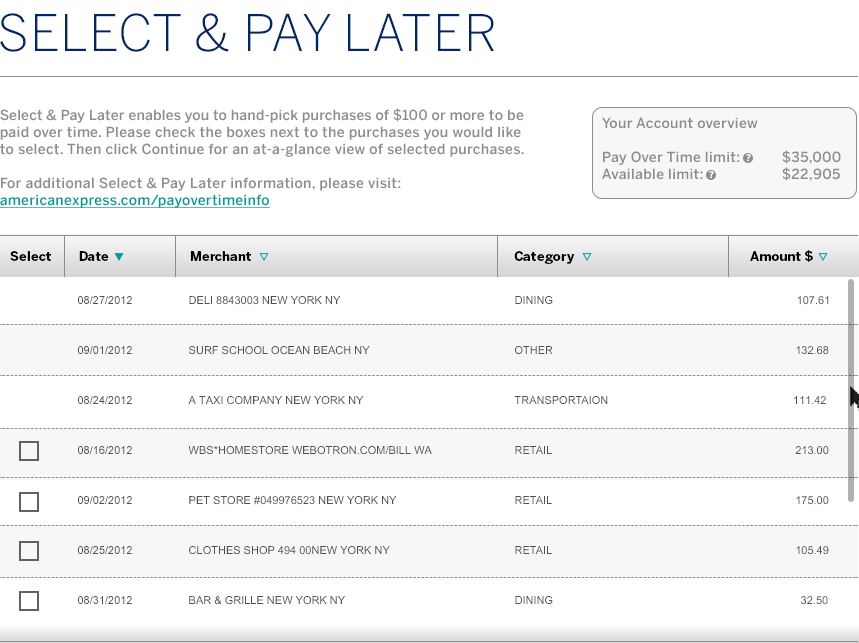 SELECT & PAY LATER
Select & Pay Later enables you to hand-pick purchases of $100 or more to be
paid over time. Please check the boxes next to the purchases you would like
to select. Then click Continue for an at-a-glance view of selected purchases.
For additional Select & Pay Later information, please visit:
americanexpress.com/payovertimeinfo
Your Account overview
Pay Over Time limit: ? $35,000
Available limit: ? $22,905
Select Date Merchant Category Amount $
08/27/2012 DELI 8843003 NEW YORK NY DINING 107.61
09/01/2012 SURF SCHOOL OCEAN BEACH NY OTHER 132.68
08/24/2012 A TAXI COMPANY NEW YORK NY TRANSPORTAION 111.42
08/16/2012 WBS*HOMESTORE WEBOTRON.COM/BILL WA RETAIL 213.00
09/02/2012 PET STORE #049976523 NEW YORK NY RETAIL 175.00
08/25/2012 CLOTHES SHOP 494 00NEW YORK NY RETAIL 105.49
08/31/2012 BAR & GRILLE NEW YORK NY DINING 32.50